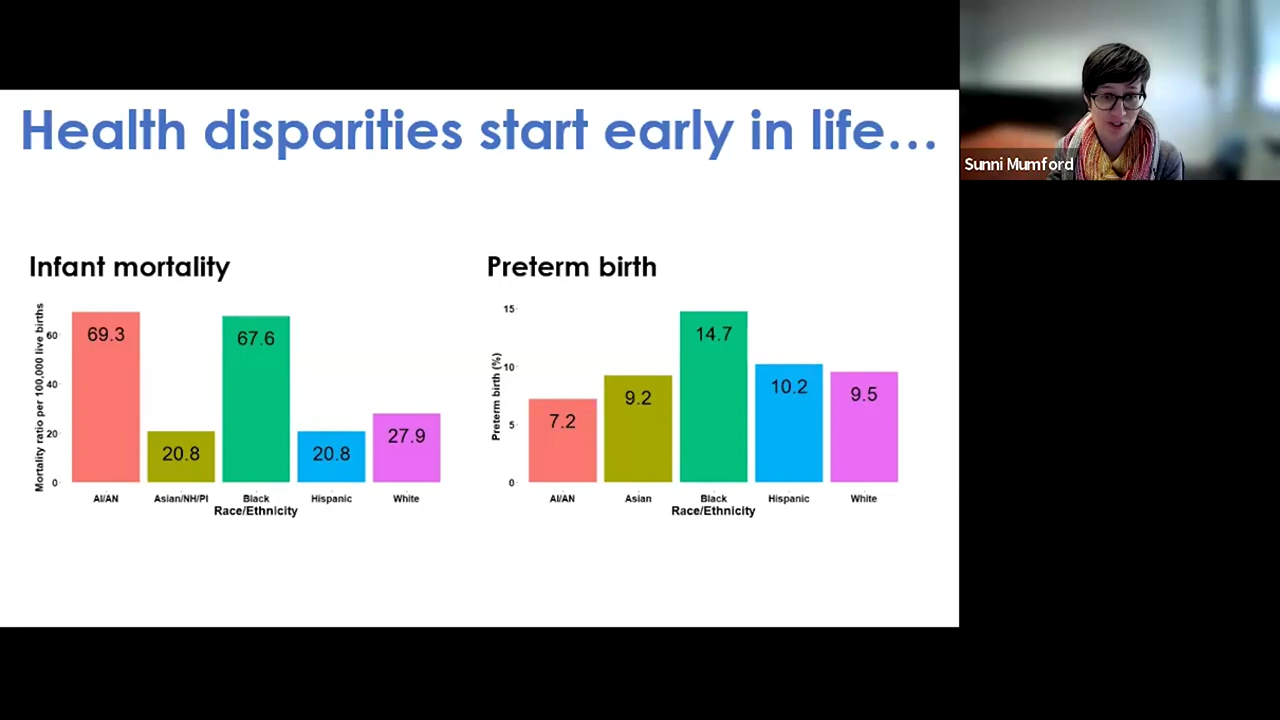 Health disparities start early in life...
Sunni Mumford
Infant mortality
Mortality ratio per 100,000 live births
60
40
20
0
69.3
20.8
67.6
20.8
27.9
AI/AN
Asian/NH/PI
Black
Hispanic
White
Race/Ethnicity
Preterm birth
Preterm birth (%)
15
10
5
0
7.2
9.2
14.7
10.2
9.5
AI/AN
Asian
Black
Hispanic
White
Race/Ethnicity